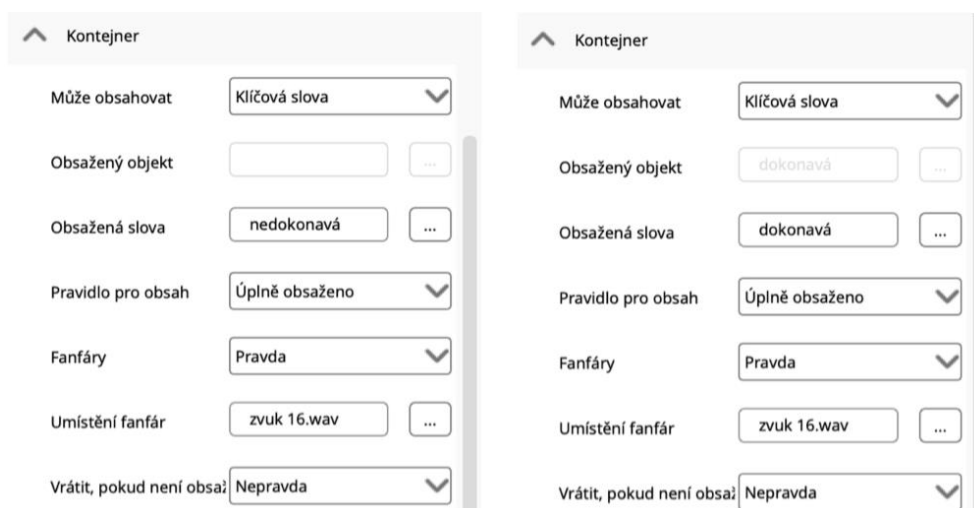 Kontejner
Může obsahovat Klíčová slova
Obsažený objekt ...
Obsažená slova nedokonavá ...
Pravidlo pro obsah Úplně obsaženo
Fanfáry Pravda
Umístění fanfár zvuk 16.wav ...
Vrátit, pokud není obsaž Nepravda
Kontejner
Může obsahovat Klíčová slova
Obsažený objekt dokonavá ...
Obsažená slova dokonavá ...
Pravidlo pro obsah Úplně obsaženo
Fanfáry Pravda
Umístění fanfár zvuk 16.wav ...
Vrátit, pokud není obsaž Nepravda